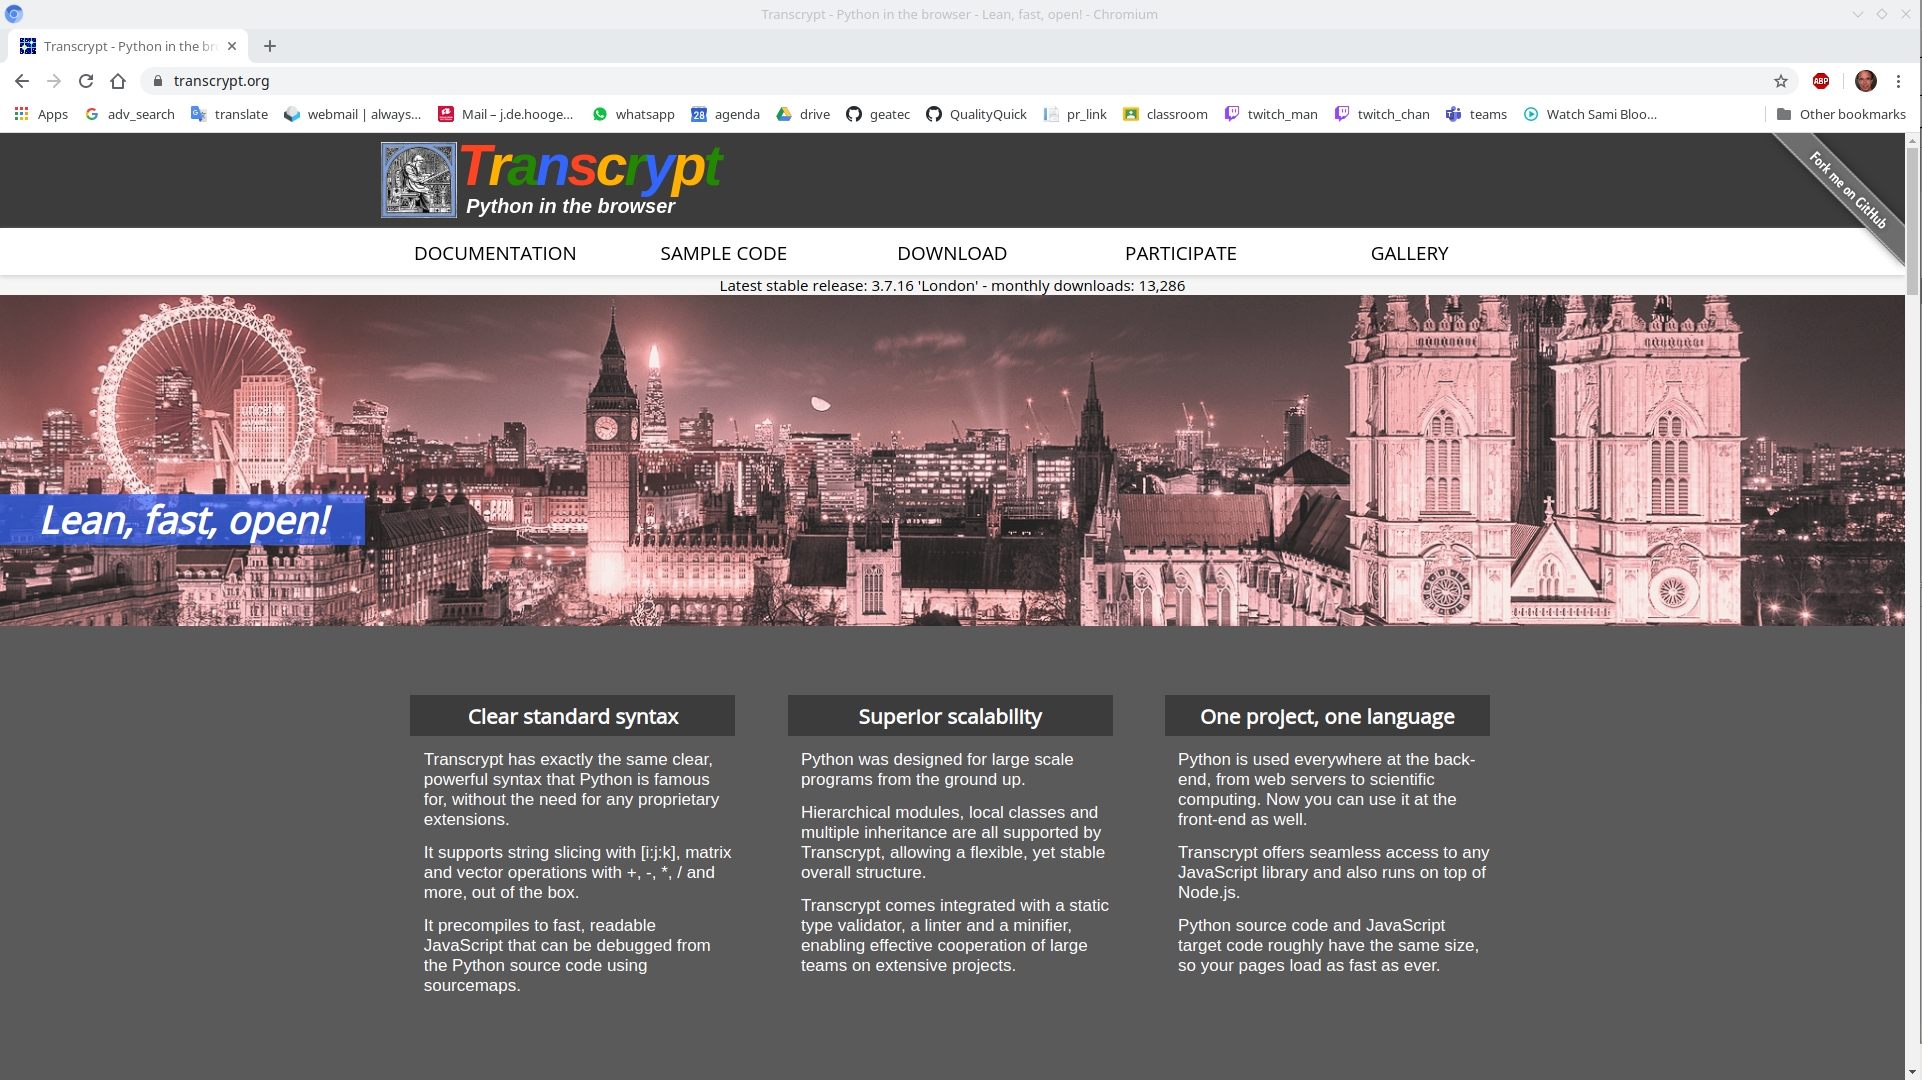 Transcrypt - Python in the browser - Lean, fast, open! - Chromium
Transcrypt - Python in the bro
transcrypt.org
ABP
Apps adv_search translate webmail | always... Mail – j.de.hooge... whatsapp 28 agenda drive geatec QualityQuick pr_link classroom twitch_man twitch_chan teams Watch Sami Bloo... Other bookmarks
Transcrypt
Python in the browser
Fork me on GitHub
DOCUMENTATION SAMPLE CODE DOWNLOAD PARTICIPATE GALLERY
Latest stable release: 3.7.16 'London' - monthly downloads: 13,286
unicredit
Lean, fast, open!
Clear standard syntax
Transcrypt has exactly the same clear,
powerful syntax that Python is famous
for, without the need for any proprietary
extensions.
It supports string slicing with [i:j:k], matrix
and vector operations with +, -, *, / and
more, out of the box.
It precompiles to fast, readable
JavaScript that can be debugged from
the Python source code using
sourcemaps.
Superior scalability
Python was designed for large scale
programs from the ground up.
Hierarchical modules, local classes and
multiple inheritance are all supported by
Transcrypt, allowing a flexible, yet stable
overall structure.
Transcrypt comes integrated with a static
type validator, a linter and a minifier,
enabling effective cooperation of large
teams on extensive projects.
One project, one language
Python is used everywhere at the back-
end, from web servers to scientific
computing. Now you can use it at the
front-end as well.
Transcrypt offers seamless access to any
JavaScript library and also runs on top of
Node.js.
Python source code and JavaScript
target code roughly have the same size,
so your pages load as fast as ever.